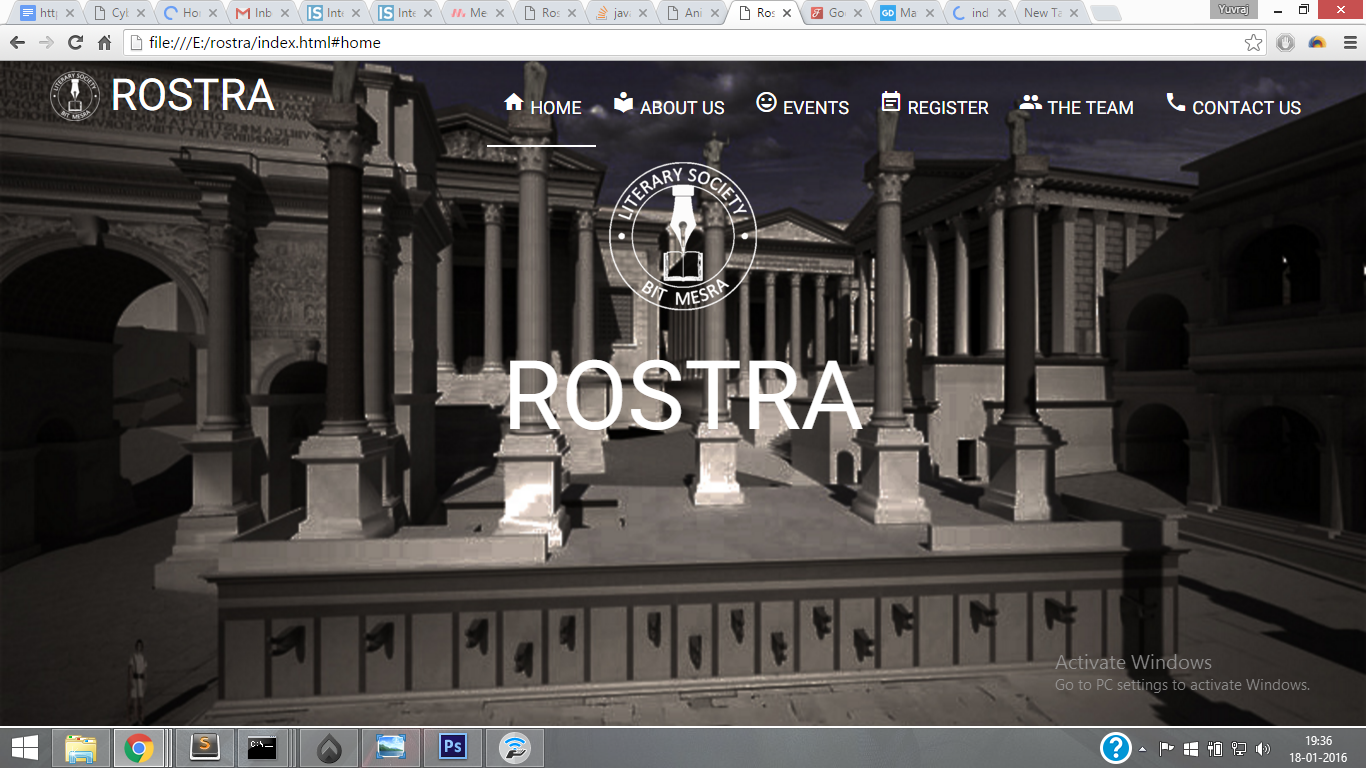 http
Cyb
Ho
Inb
Inte
Inte
Me
Ros
java
Ani
Ros
Goo
Ma
ind
New Ta
Yuvraj
file:///E:/rostra/index.html#home
LITERARY SOCIETY
BIT MESRA
ROSTRA
HOME
ABOUT US
EVENTS
REGISTER
THE TEAM
CONTACT US
LITERARY SOCIETY
BIT MESRA
ROSTRA
Activate Windows
Go to PC settings to activate Windows.
19:36
18-01-2016